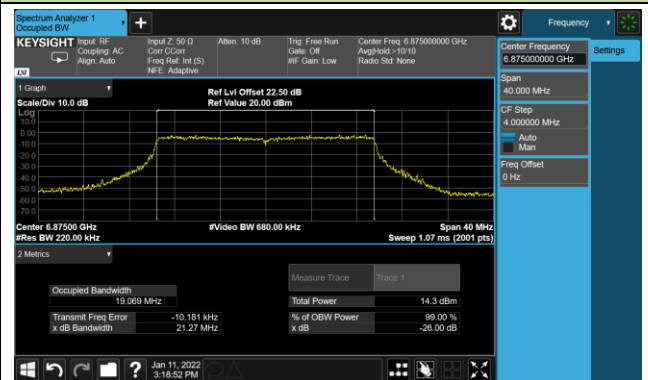 Spectrum Analyzer 1
Occupied BW
+
Frequency
KEYSIGHT
Input: RF
Coupling: AC
Align: Auto
Input Z: 50 Ω
Corr CCorr
Freq Ref: Int (S)
NFE: Adaptive
Atten: 10 dB
Trig: Free Run
Gate: Off
#IF Gain: Low
Center Freq: 6.875000000 GHz
Avg|Hold:>10/10
Radio Std: None
LXI
Center Frequency
6.875000000 GHz
Settings
Span
40.000 MHz
CF Step
4.000000 MHz
Auto
Man
Freq Offset
0 Hz
1 Graph
Scale/Div 10.0 dB
Ref Lvl Offset 22.50 dB
Ref Value 20.00 dBm
Log
10.0
0.00
-10.0
-20.0
-30.0
-40.0
-50.0
-60.0
-70.0
Center 6.87500 GHz
#Video BW 680.00 kHz
Span 40 MHz
#Res BW 220.00 kHz
Sweep 1.07 ms (2001 pts)
2 Metrics
Measure Trace
Trace 1
Occupied Bandwidth
19.069 MHz
Total Power
14.3 dBm
Transmit Freq Error
-10.181 kHz
% of OBW Power
99.00 %
x dB Bandwidth
21.27 MHz
x dB
-26.00 dB
?
Jan 11, 2022
3:18:52 PM